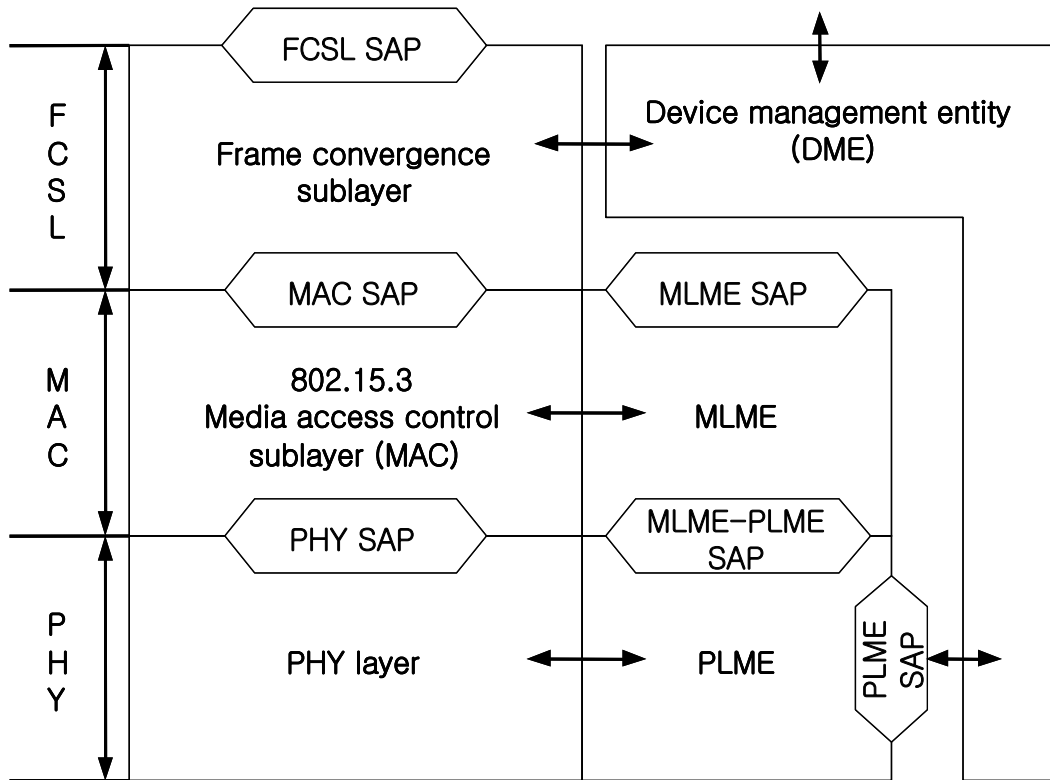 FCSL SAP
Device management entity
(DME)
F
C
S
L
Frame convergence
sublayer
MAC SAP
MLME SAP
M
A
C
802.15.3
Media access control
sublayer (MAC)
MLME
PHY SAP
MLME-PLME
SAP
P
H
Y
PHY layer
PLME
PLME
SAP